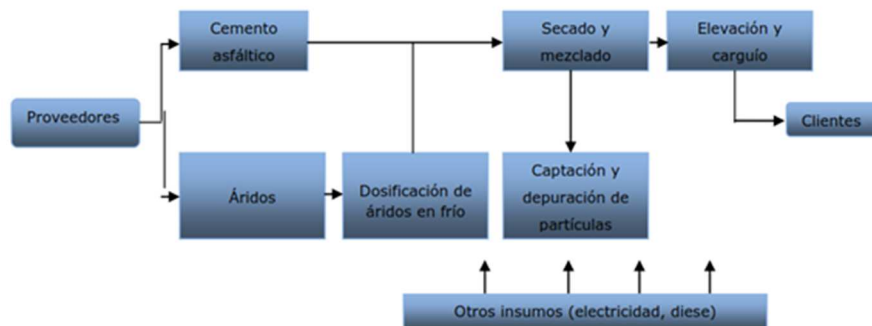 Cemento
asfáltico
Secado y
mezclado
Elevación y
carguío
Proveedores
Clientes
Áridos
Dosificación de
áridos en frío
Captación y
depuración de
partículas
Otros insumos (electricidad, diese)